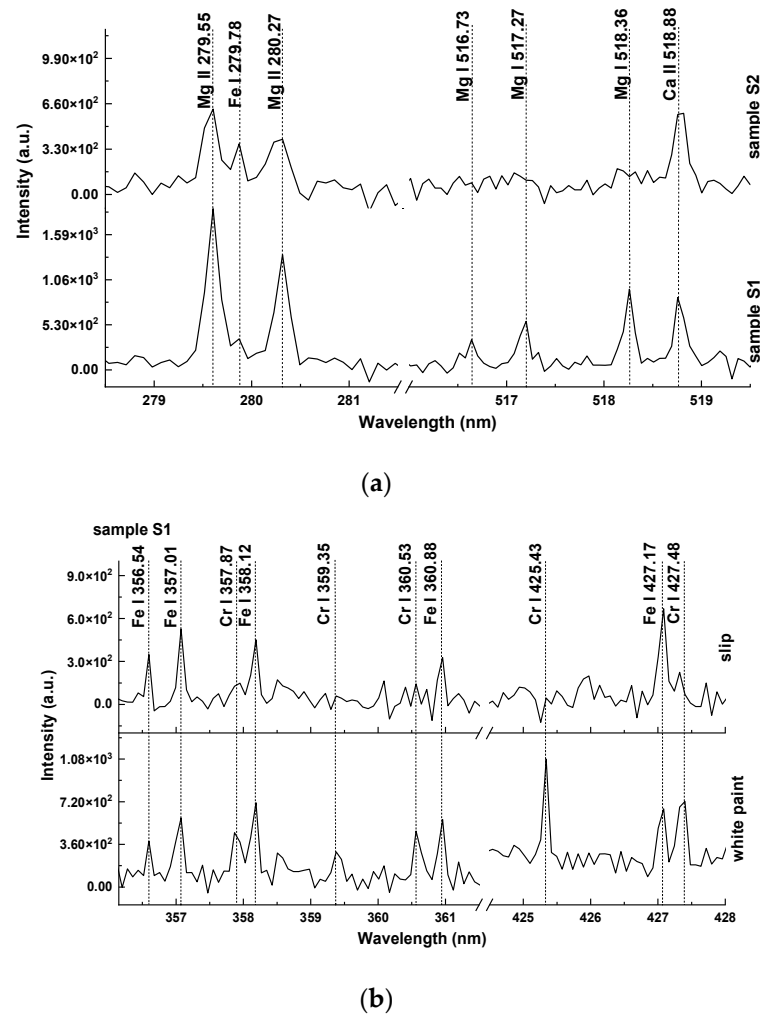 Mg II 279.55
Fe I 279.78
Mg II 280.27
Mg I 516.73
Mg I 517.27
Mg I 518.36
Ca II 518.88
9.90×10²
6.60×10²
3.30×10²
0.00
sample S2
Intensity (a.u.)
1.59×10³
1.06×10³
5.30×10²
0.00
sample S1
279 280 281 517 518 519
Wavelength (nm)
(a)
sample S1
Fe I 356.54
Fe I 357.01
Cr I 357.87
Fe I 358.12
Cr I 359.35
Cr I 360.53
Fe I 360.88
Cr I 425.43
Fe I 427.17
Cr I 427.48
9.0×10²
6.0×10²
3.0×10²
0.0
slip
Intensity (a.u.)
1.08×10³
7.20×10²
3.60×10²
0.00
white paint
357 358 359 360 361 425 426 427 428
Wavelength (nm)
(b)